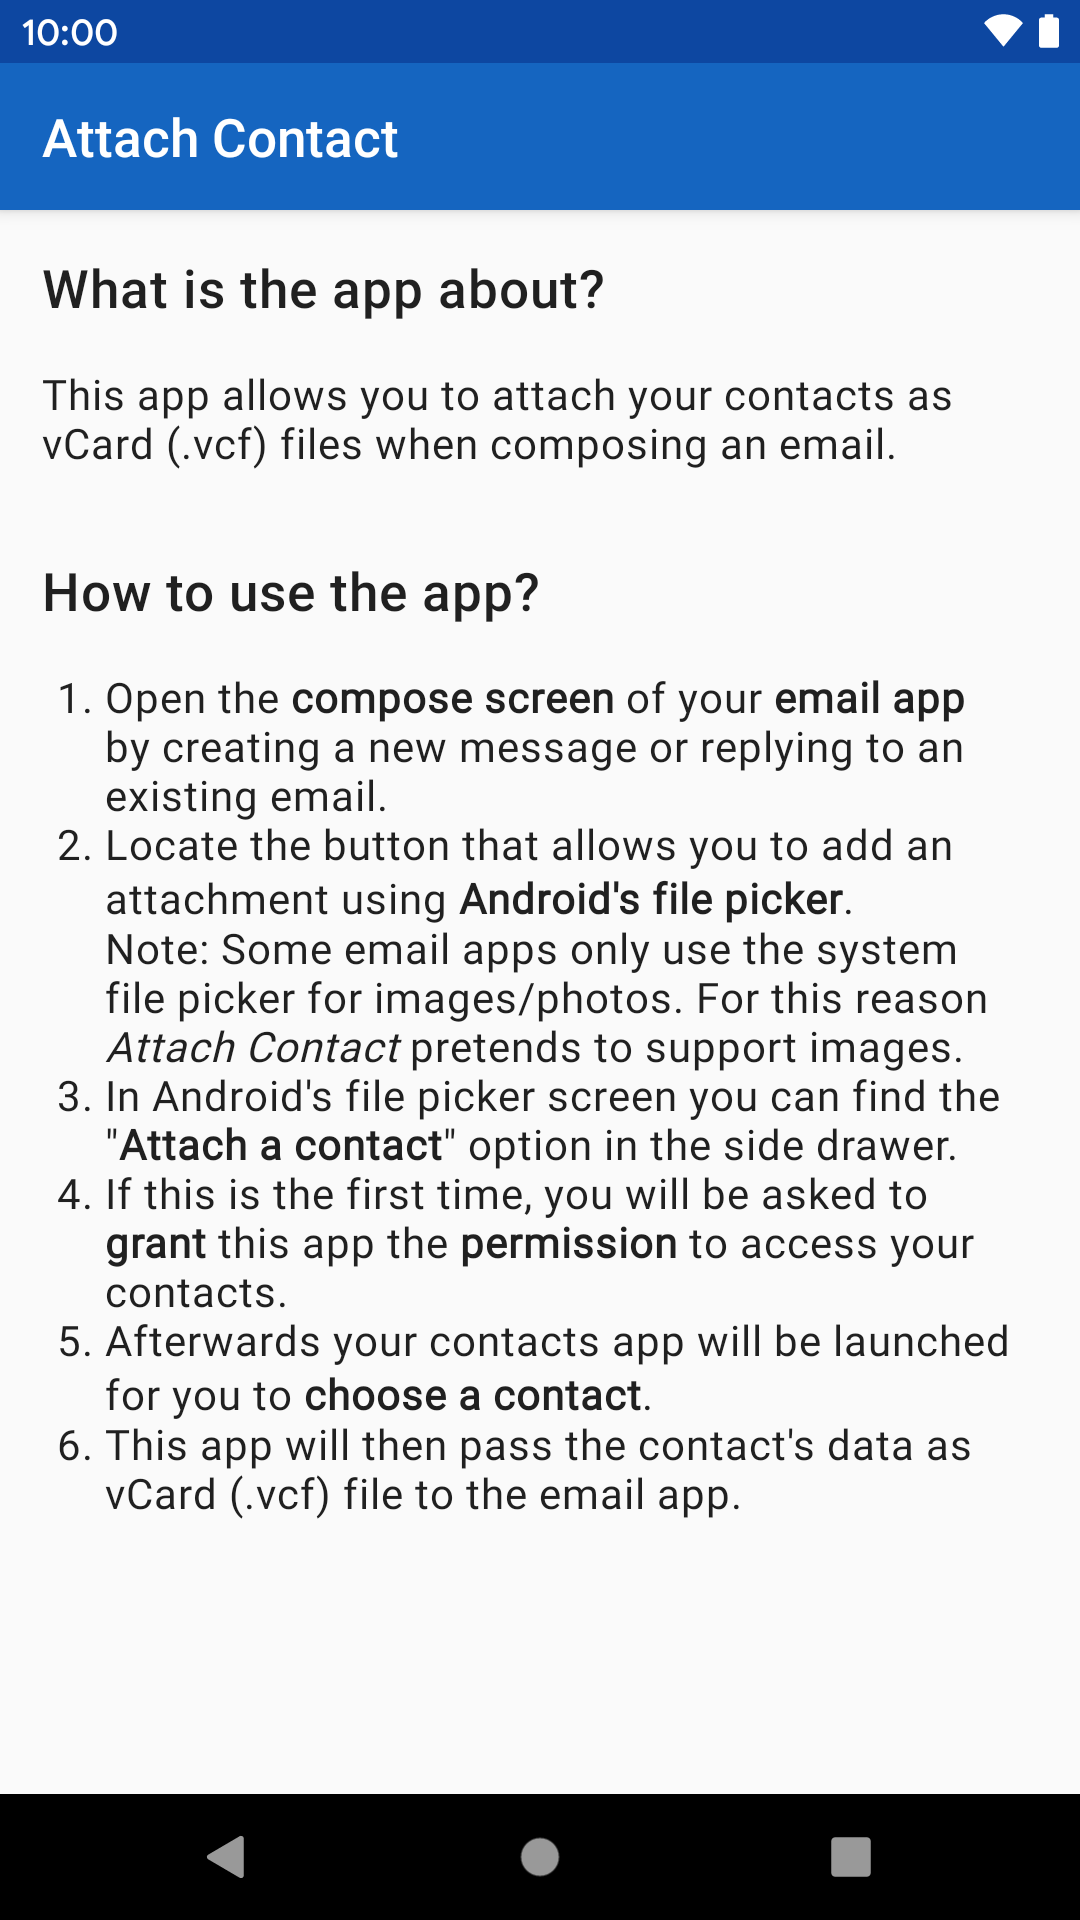 10:00
Attach Contact
What is the app about?
This app allows you to attach your contacts as
vCard (.vcf) files when composing an email.
How to use the app?
1. Open the compose screen of your email app
by creating a new message or replying to an
existing email.
2. Locate the button that allows you to add an
attachment using Android's file picker.
Note: Some email apps only use the system
file picker for images/photos. For this reason
Attach Contact pretends to support images.
3. In Android's file picker screen you can find the
"Attach a contact" option in the side drawer.
4. If this is the first time, you will be asked to
grant this app the permission to access your
contacts.
5. Afterwards your contacts app will be launched
for you to choose a contact.
6. This app will then pass the contact's data as
vCard (.vcf) file to the email app.